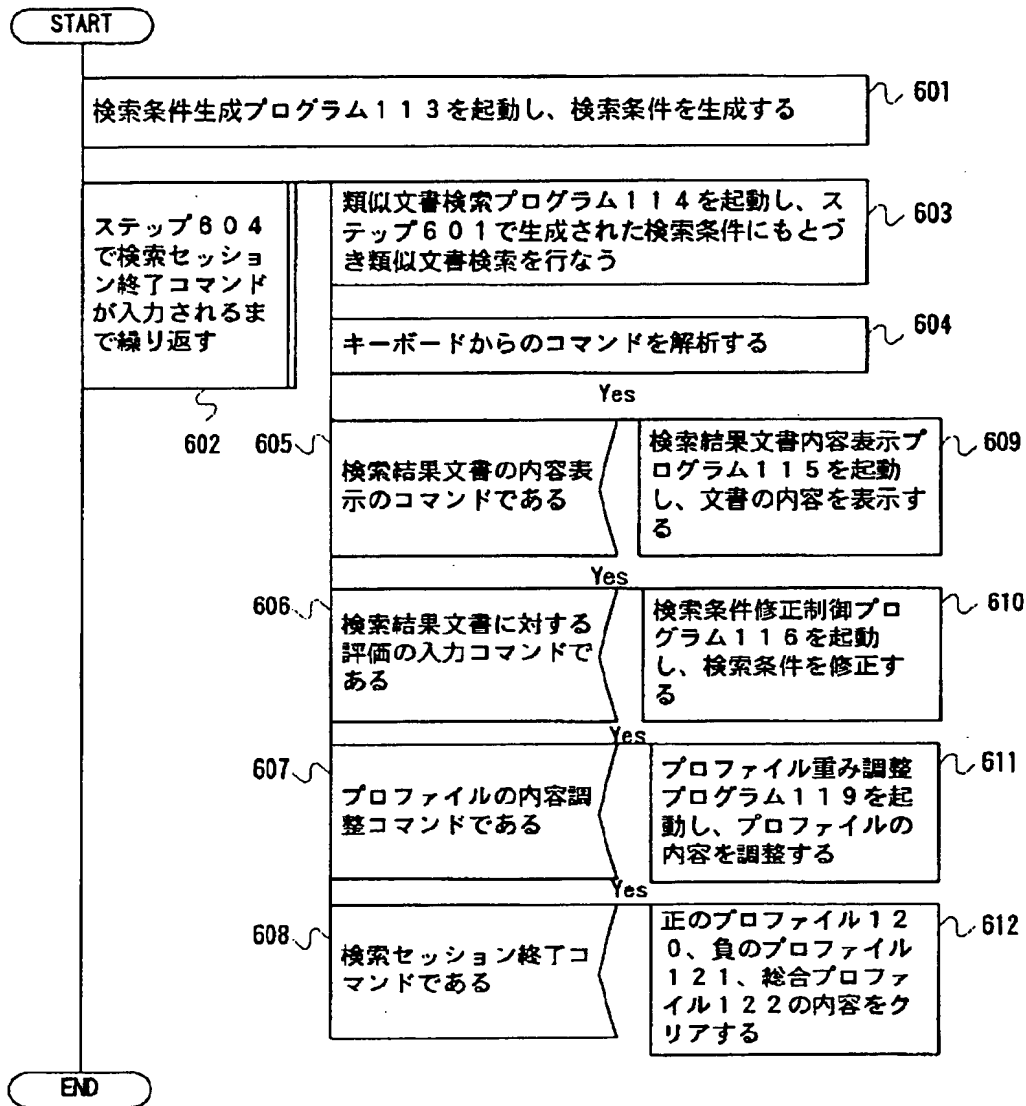 START
検索条件生成プログラム113を起動し、検索条件を生成する
601
ステップ604
で検索セッショ
ン終了コマンド
が入力されるま
で繰り返す
602
類似文書検索プログラム114を起動し、ス
テップ601で生成された検索条件にもとづ
き類似文書検索を行なう
603
キーボードからのコマンドを解析する
604
Yes
605
検索結果文書の内容表
示のコマンドである
検索結果文書内容表示プ
ログラム115を起動
し、文書の内容を表示す
る
609
Yes
606
検索結果文書に対する
評価の入力コマンドで
ある
検索条件修正制御プロ
グラム116を起動
し、検索条件を修正す
る
610
Yes
607
プロファイルの内容調
整コマンドである
プロファイル重み調整
プログラム119を起
動し、プロファイルの
内容を調整する
611
Yes
608
検索セッション終了コ
マンドである
正のプロファイル12
0、負のプロファイル
121、総合プロファ
イル122の内容をク
リアする
612
END